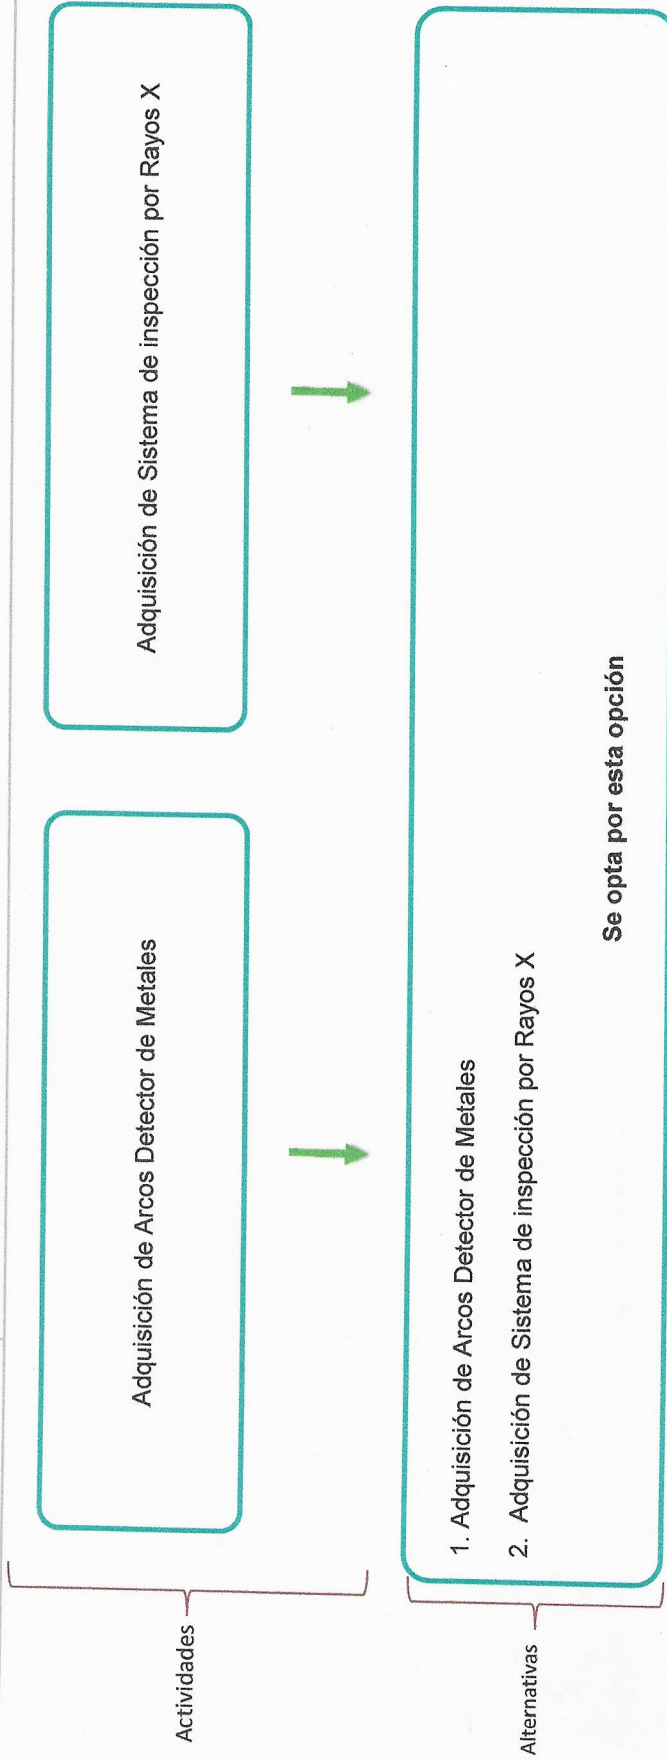 Actividades
Adquisición de Arcos Detector de Metales
Adquisición de Sistema de inspección por Rayos X
Alternativas
1. Adquisición de Arcos Detector de Metales
2. Adquisición de Sistema de inspección por Rayos X
Se opta por esta opción